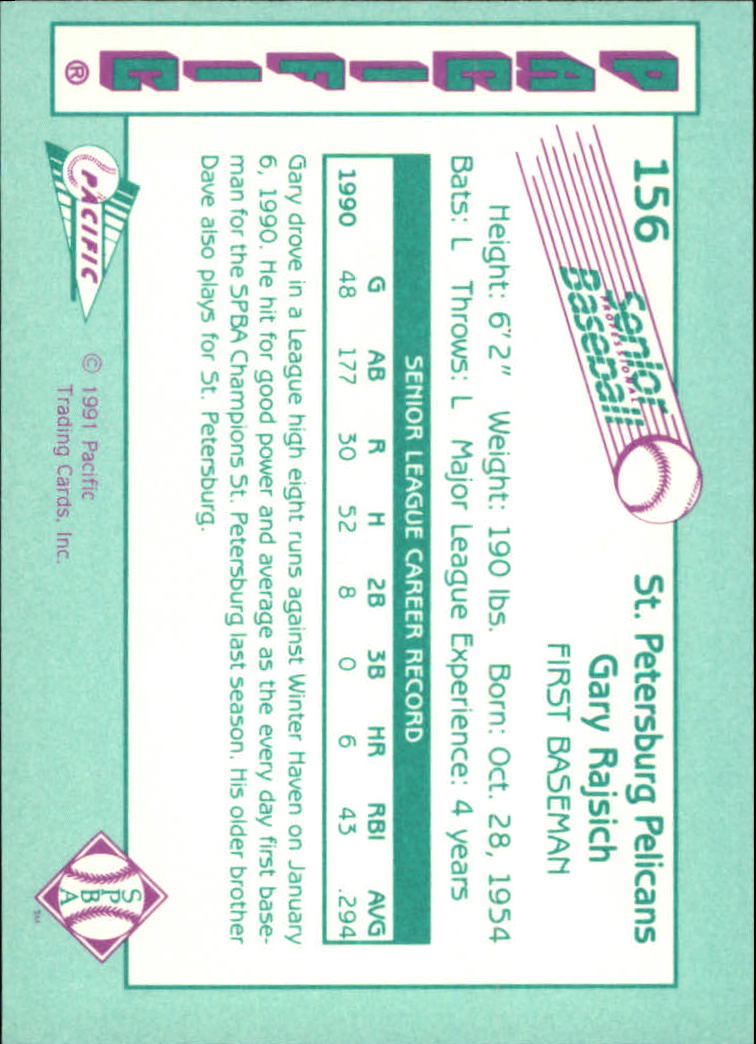 PACIFIC®
156
Senior
PROFESSIONAL
Baseball
St. Petersburg Pelicans
Gary Rajsich
FIRST BASEMAN
Height: 6'2" Weight: 190 lbs. Born: Oct. 28, 1954
Bats: L Throws: L Major League Experience: 4 years
SENIOR LEAGUE CAREER RECORD
G AB R H 2B 3B HR RBI AVG
1990 48 177 30 52 8 0 6 43 .294
Gary drove in a League high eight runs against Winter Haven on January
6, 1990. He hit for good power and average as the every day first base-
man for the SPBA Champions St. Petersburg last season. His older brother
Dave also plays for St. Petersburg.
PACIFIC
© 1991 Pacific
Trading Cards, Inc.
S
P
B
A
SM